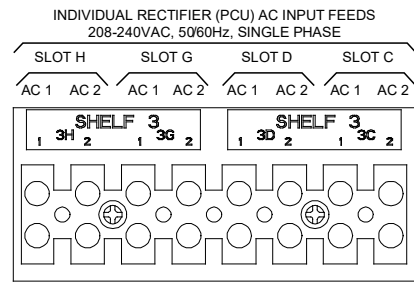 INDIVIDUAL RECTIFIER (PCU) AC INPUT FEEDS
208-240VAC, 50/60Hz, SINGLE PHASE
SLOT H SLOT G SLOT D SLOT C
AC 1 AC 2 AC 1 AC 2 AC 1 AC 2 AC 1 AC 2
SHELF 3 SHELF 3
1 3H 2 1 3G 2 1 3D 2 1 3C 2